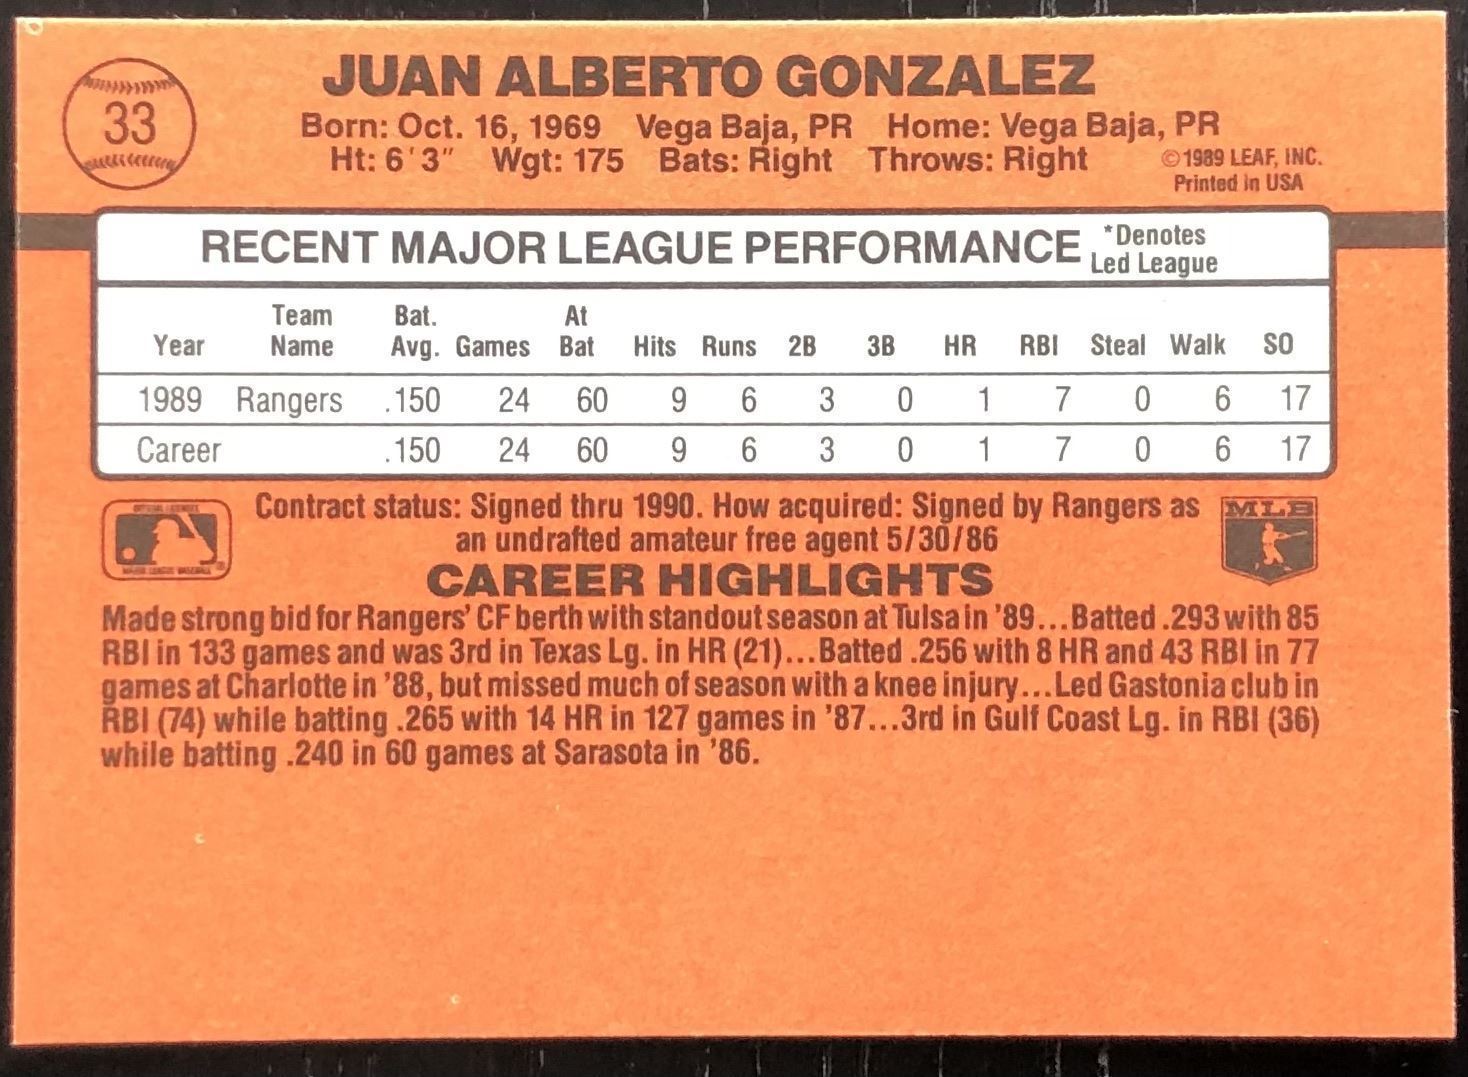 33
JUAN ALBERTO GONZALEZ
Born: Oct. 16, 1969 Vega Baja, PR Home: Vega Baja, PR
Ht: 6'3" Wgt: 175 Bats: Right Throws: Right
©1989 LEAF, INC.
Printed in USA
RECENT MAJOR LEAGUE PERFORMANCE *Denotes
Led League
Year Team Name Bat. Avg. Games At Bat Hits Runs 2B 3B HR RBI Steal Walk SO
1989 Rangers .150 24 60 9 6 3 0 1 7 0 6 17
Career .150 24 60 9 6 3 0 1 7 0 6 17
Contract status: Signed thru 1990. How acquired: Signed by Rangers as
an undrafted amateur free agent 5/30/86
MLB
CAREER HIGHLIGHTS
Made strong bid for Rangers' CF berth with standout season at Tulsa in '89...Batted .293 with 85
RBI in 133 games and was 3rd in Texas Lg. in HR (21)...Batted .256 with 8 HR and 43 RBI in 77
games at Charlotte in '88, but missed much of season with a knee injury...Led Gastonia club in
RBI (74) while batting .265 with 14 HR in 127 games in '87...3rd in Gulf Coast Lg. in RBI (36)
while batting .240 in 60 games at Sarasota in '86.